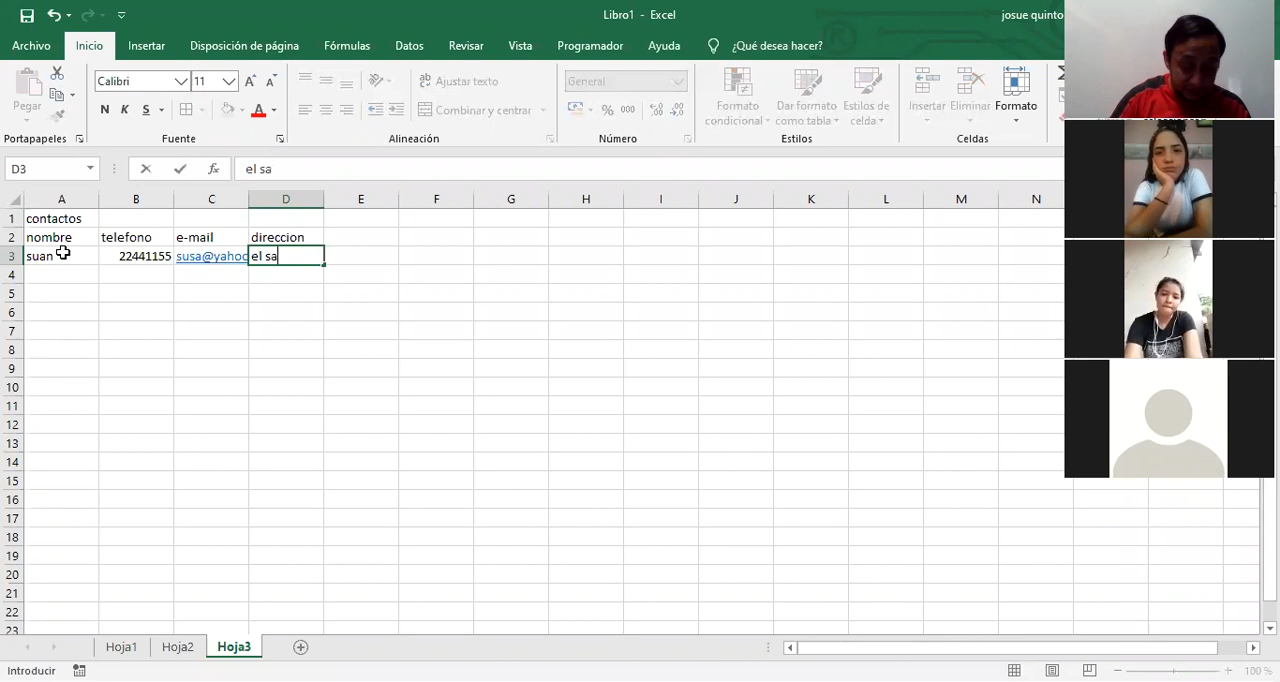 Libro1 - Excel
josue quinto
Archivo
Inicio
Insertar
Disposición de página
Fórmulas
Datos
Revisar
Vista
Programador
Ayuda
¿Qué desea hacer?
Pegar
Calibri
11
N K S
A
Ajustar texto
Combinar y centrar
General
% 000
Formato condicional
Dar formato como tabla
Estilos de celda
Insertar
Eliminar
Formato
Portapapeles
Fuente
Alineación
Número
Estilos
Celdas
D3
fx
el sa
A B C D E F G H I J K L M N
1 contactos
2 nombre telefono e-mail direccion
3 suan 22441155 susa@yahoo el sa
4
5
6
7
8
9
10
11
12
13
14
15
16
17
18
19
20
21
22
23
Hoja1
Hoja2
Hoja3
Introducir
100 %